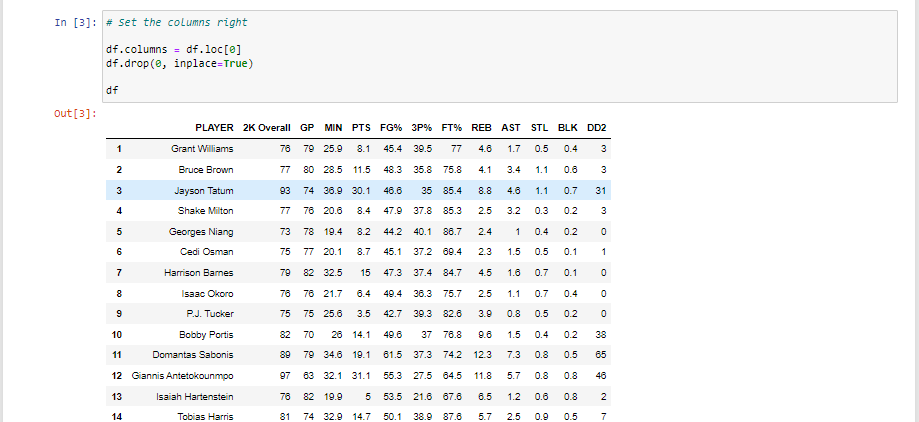 In [3]: # Set the columns right
df.columns = df.loc[0]
df.drop(0, inplace=True)
df
Out[3]:
PLAYER 2K Overall GP MIN PTS FG% 3P% FT% REB AST STL BLK DD2
1 Grant Williams 76 79 25.9 8.1 45.4 39.5 77 4.6 1.7 0.5 0.4 3
2 Bruce Brown 77 80 28.5 11.5 48.3 35.8 75.8 4.1 3.4 1.1 0.6 3
3 Jayson Tatum 93 74 36.9 30.1 46.6 35 85.4 8.8 4.6 1.1 0.7 31
4 Shake Milton 77 76 20.6 8.4 47.9 37.8 85.3 2.5 3.2 0.3 0.2 3
5 Georges Niang 73 78 19.4 8.2 44.2 40.1 86.7 2.4 1 0.4 0.2 0
6 Cedi Osman 75 77 20.1 8.7 45.1 37.2 69.4 2.3 1.5 0.5 0.1 1
7 Harrison Barnes 79 82 32.5 15 47.3 37.4 84.7 4.5 1.6 0.7 0.1 0
8 Isaac Okoro 76 76 21.7 6.4 49.4 36.3 75.7 2.5 1.1 0.7 0.4 0
9 P.J. Tucker 75 75 25.6 3.5 42.7 39.3 82.6 3.9 0.8 0.5 0.2 0
10 Bobby Portis 82 70 26 14.1 49.6 37 76.8 9.6 1.5 0.4 0.2 38
11 Domantas Sabonis 89 79 34.6 19.1 61.5 37.3 74.2 12.3 7.3 0.8 0.5 65
12 Giannis Antetokounmpo 97 63 32.1 31.1 55.3 27.5 64.5 11.8 5.7 0.8 0.8 46
13 Isaiah Hartenstein 76 82 19.9 5 53.5 21.6 67.6 6.5 1.2 0.6 0.8 2
14 Tobias Harris 81 74 32.9 14.7 50.1 38.9 87.6 5.7 2.5 0.9 0.5 7